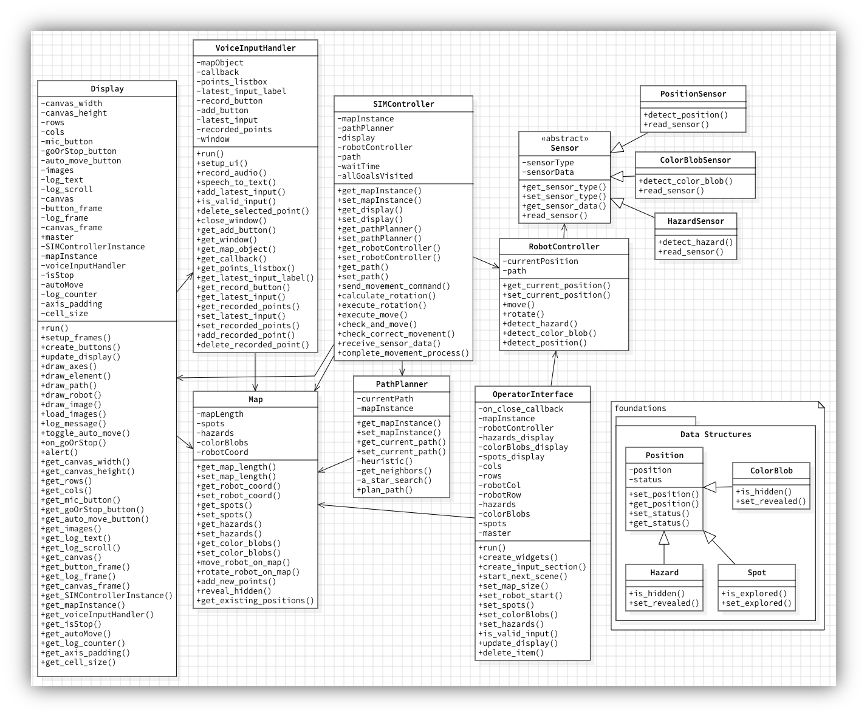 Display
-canvas_width
-canvas_height
-rows
-cols
-mic_button
-goOrStop_button
-auto_move_button
-images
-log_text
-log_scroll
-canvas
-button_frame
-log_frame
-canvas_frame
+master
-SIMControllerInstance
-mapInstance
-voiceInputHandler
-isStop
-autoMove
-log_counter
-axis_padding
-cell_size
+run()
+setup_frames()
+create_buttons()
+update_display()
+draw_axes()
+draw_element()
+draw_path()
+draw_robot()
+draw_image()
+load_images()
+log_message()
+toggle_auto_move()
+on_goOrStop()
+alert()
+get_canvas_width()
+get_canvas_height()
+get_rows()
+get_cols()
+get_mic_button()
+get_goOrStop_button()
+get_auto_move_button()
+get_images()
+get_log_text()
+get_log_scroll()
+get_canvas()
+get_button_frame()
+get_log_frame()
+get_canvas_frame()
+get_SIMControllerInstance()
+get_mapInstance()
+get_voiceInputHandler()
+get_isStop()
+get_autoMove()
+get_log_counter()
+get_axis_padding()
+get_cell_size()
VoiceInputHandler
-mapObject
-callback
-points_listbox
-latest_input_label
-record_button
-add_button
-latest_input
-recorded_points
-window
+run()
+setup_ui()
+record_audio()
+speech_to_text()
+add_latest_input()
+is_valid_input()
+delete_selected_point()
+close_window()
+get_add_button()
+get_window()
+get_map_object()
+get_callback()
+get_points_listbox()
+get_latest_input_label()
+get_record_button()
+get_latest_input()
+get_recorded_points()
+set_latest_input()
+set_recorded_points()
+add_recorded_point()
+delete_recorded_point()
Map
-mapLength
-spots
-hazards
-colorBlobs
-robotCoord
+get_map_length()
+set_map_length()
+get_robot_coord()
+set_robot_coord()
+get_spots()
+set_spots()
+get_hazards()
+set_hazards()
+get_color_blobs()
+set_color_blobs()
+move_robot_on_map()
+rotate_robot_on_map()
+add_new_points()
+reveal_hidden()
+get_existing_positions()
SIMController
-mapInstance
-pathPlanner
-display
-robotController
-path
-waitTime
-allGoalsVisited
+get_mapInstance()
+set_mapInstance()
+get_display()
+set_display()
+get_pathPlanner()
+set_pathPlanner()
+get_robotController()
+set_robotController()
+get_path()
+set_path()
+send_movement_command()
+calculate_rotation()
+execute_rotation()
+execute_move()
+check_and_move()
+check_correct_movement()
+receive_sensor_data()
+complete_movement_process()
PathPlanner
-currentPath
-mapInstance
+get_mapInstance()
+set_mapInstance()
+get_current_path()
+set_current_path()
-heuristic()
-get_neighbors()
-a_star_search()
+plan_path()
«abstract»
Sensor
-sensorType
-sensorData
+get_sensor_type()
+set_sensor_type()
+get_sensor_data()
+read_sensor()
PositionSensor
+detect_position()
+read_sensor()
ColorBlobSensor
+detect_color_blob()
+read_sensor()
HazardSensor
+detect_hazard()
+read_sensor()
RobotController
-currentPosition
-path
+get_current_position()
+set_current_position()
+move()
+rotate()
+detect_hazard()
+detect_color_blob()
+detect_position()
OperatorInterface
-on_close_callback
-mapInstance
-robotController
-hazards_display
-colorBlobs_display
-spots_display
-cols
-rows
-robotCol
-robotRow
-hazards
-colorBlobs
-spots
-master
+run()
+create_widgets()
+create_input_section()
+start_next_scene()
+set_map_size()
+set_robot_start()
+set_spots()
+set_colorBlobs()
+set_hazards()
+is_valid_input()
+update_display()
+delete_item()
foundations
Data Structures
Position
-position
-status
+set_position()
+get_position()
+set_status()
+get_status()
ColorBlob
+is_hidden()
+set_revealed()
Hazard
+is_hidden()
+set_revealed()
Spot
+is_explored()
+set_explored()